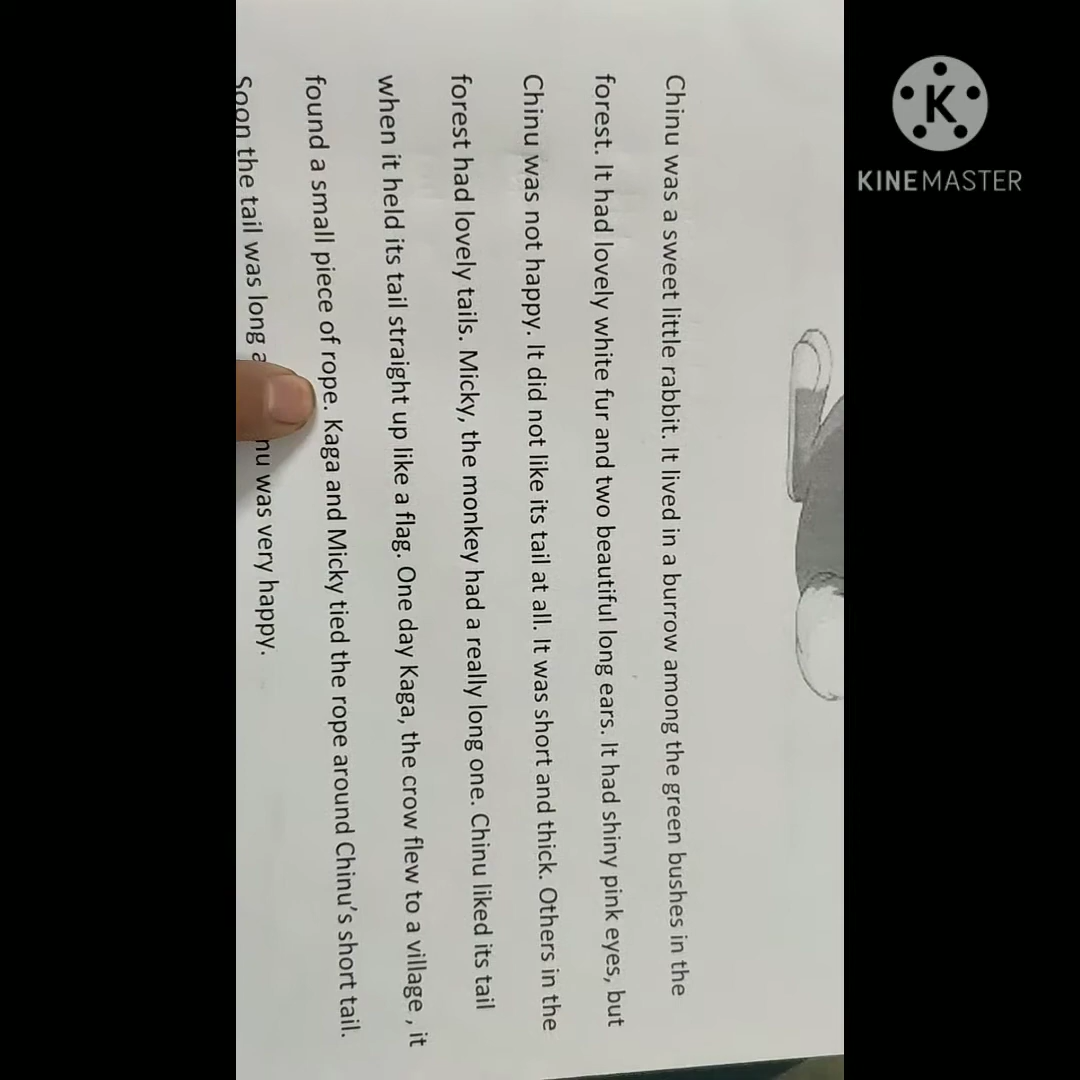 Chinu was a sweet little rabbit. It lived in a burrow among the green bushes in the
forest. It had lovely white fur and two beautiful long ears. It had shiny pink eyes, but
Chinu was not happy. It did not like its tail at all. It was short and thick. Others in the
forest had lovely tails. Micky, the monkey had a really long one. Chinu liked its tail
when it held its tail straight up like a flag. One day Kaga, the crow flew to a village , it
found a small piece of rope. Kaga and Micky tied the rope around Chinu's short tail.
Soon the tail was long was very happy.
K
KINEMASTER